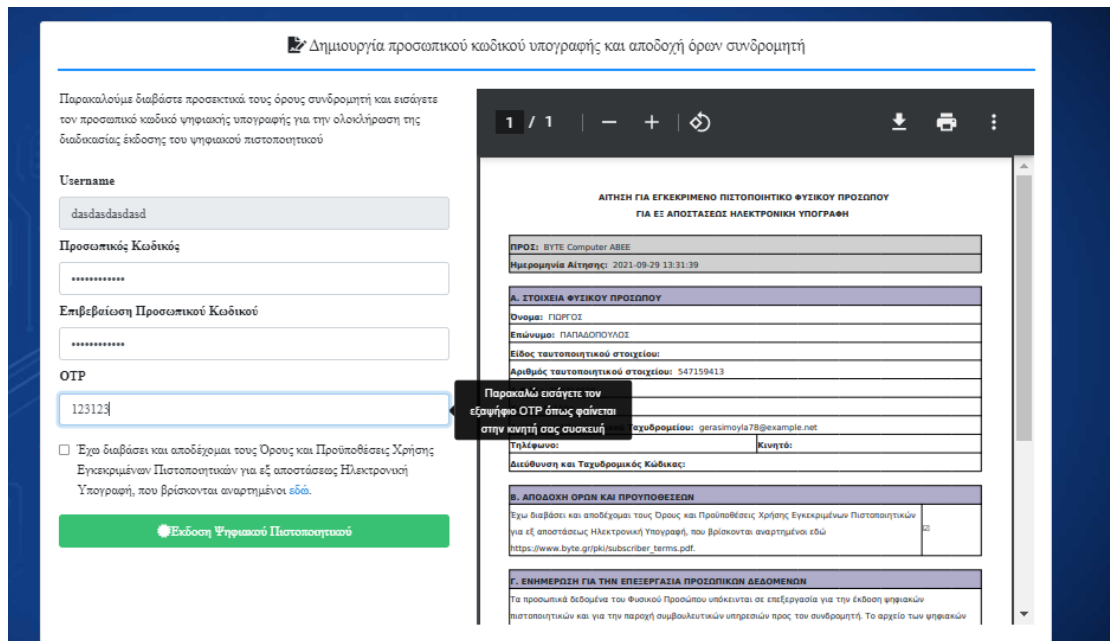 Δημιουργία προσωπικού κωδικού υπογραφής και αποδοχή όρων συνδρομητή
Παρακαλούμε διαβάστε προσεκτικά τους όρους συνδρομητή και εισάγετε
τον προσωπικό κωδικό ψηφιακής υπογραφής για την ολοκλήρωση της
διαδικασίας έκδοσης του ψηφιακού πιστοποιητικού
Username
dasdasdasdasd
Προσωπικός Κωδικός
••••••••••••
Επιβεβαίωση Προσωπικού Κωδικού
••••••••••••
OTP
123123
Παρακαλώ εισάγετε τον
εξαψήφιο OTP όπως φαίνεται
στην κινητή σας συσκευή
Έχω διαβάσει και αποδέχομαι τους Όρους και Προϋποθέσεις Χρήσης
Εγκεκριμένων Πιστοποιητικών για εξ αποστάσεως Ηλεκτρονική
Υπογραφή, που βρίσκονται αναρτημένοι εδώ.
Έκδοση Ψηφιακού Πιστοποιητικού
1 / 1
ΑΙΤΗΣΗ ΓΙΑ ΕΓΚΕΚΡΙΜΕΝΟ ΠΙΣΤΟΠΟΙΗΤΙΚΟ ΦΥΣΙΚΟΥ ΠΡΟΣΩΠΟΥ
ΓΙΑ ΕΞ ΑΠΟΣΤΑΣΕΩΣ ΗΛΕΚΤΡΟΝΙΚΗ ΥΠΟΓΡΑΦΗ
ΠΡΟΣ: BYTE Computer ABEE
Ημερομηνία Αίτησης: 2021-09-29 13:31:39
Α. ΣΤΟΙΧΕΙΑ ΦΥΣΙΚΟΥ ΠΡΟΣΩΠΟΥ
Όνομα: ΓΙΩΡΓΟΣ
Επώνυμο: ΠΑΠΑΔΟΠΟΥΛΟΣ
Είδος ταυτοποιητικού στοιχείου:
Αριθμός ταυτοποιητικού στοιχείου: 547159413
Ταχυδρομείου: gerasimoyla78@example.net
Τηλέφωνο: Κινητό:
Διεύθυνση και Ταχυδρομικός Κώδικας:
Β. ΑΠΟΔΟΧΗ ΟΡΩΝ ΚΑΙ ΠΡΟΥΠΟΘΕΣΕΩΝ
Έχω διαβάσει και αποδέχομαι τους Όρους και Προϋποθέσεις Χρήσης Εγκεκριμένων Πιστοποιητικών
για εξ αποστάσεως Ηλεκτρονική Υπογραφή, που βρίσκονται αναρτημένοι εδώ
https://www.byte.gr/pki/subscriber_terms.pdf.
Γ. ΕΝΗΜΕΡΩΣΗ ΓΙΑ ΤΗΝ ΕΠΕΞΕΡΓΑΣΙΑ ΠΡΟΣΩΠΙΚΩΝ ΔΕΔΟΜΕΝΩΝ
Τα προσωπικά δεδομένα του Φυσικού Προσώπου υπόκεινται σε επεξεργασία για την έκδοση ψηφιακών
πιστοποιητικών και για την παροχή συμβουλευτικών υπηρεσιών προς τον συνδρομητή. Το αρχείο των ψηφιακών